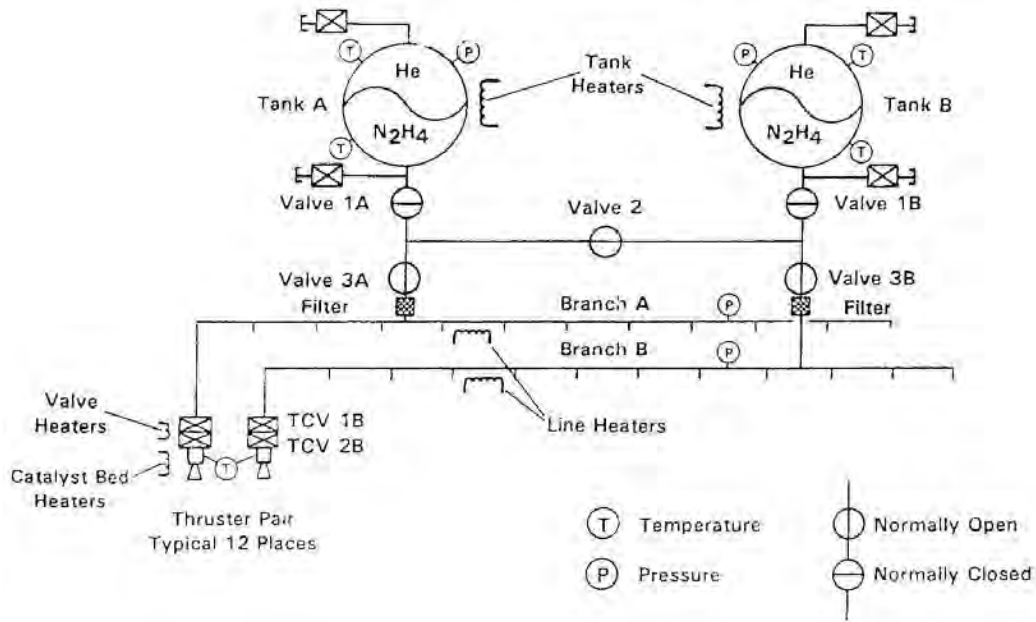 T
P
He
N2H4
T
Tank A
Tank
Heaters
P
T
He
N2H4
T
Tank B
Valve 1A
Valve 2
Valve 1B
Valve 3A
Filter
Valve 3B
Filter
Branch A
P
Branch B
P
Valve
Heaters
TCV 1B
TCV 2B
Line Heaters
T
Catalyst Bed
Heaters
Thruster Pair
Typical 12 Places
T Temperature
Normally Open
P Pressure
Normally Closed